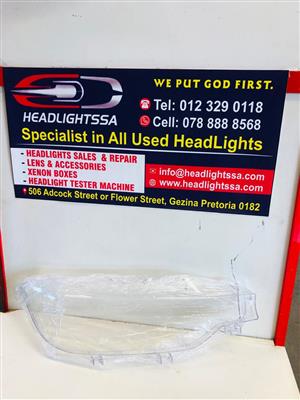 WE PUT GOD FIRST.
Tel: 012 329 0118
HEADLIGHTSSA
Cell: 078 888 8568
Specialist in All Used HeadLights
- HEADLIGHTS SALES & REPAIR
- LENS & ACCESSORIES
- XENON BOXES
- HEADLIGHT TESTER MACHINE
info@headlightssa.com
www.headlightssa.com
506 Adcock Street or Flower Street, Gezina Pretoria 0182